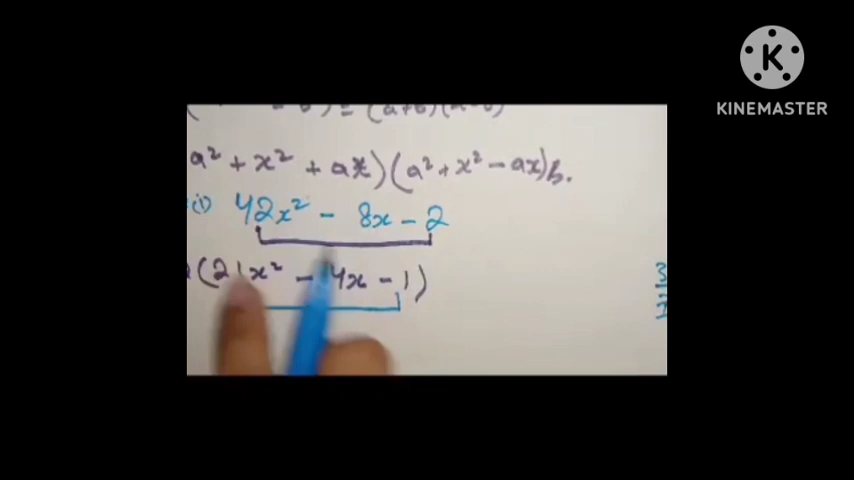 = (a+b)(a-b)
a² + x² + ax)(a² + x² - ax) b.
(i) 42x² - 8x - 2
(21x² - 4x - 1)
K
KINEMASTER